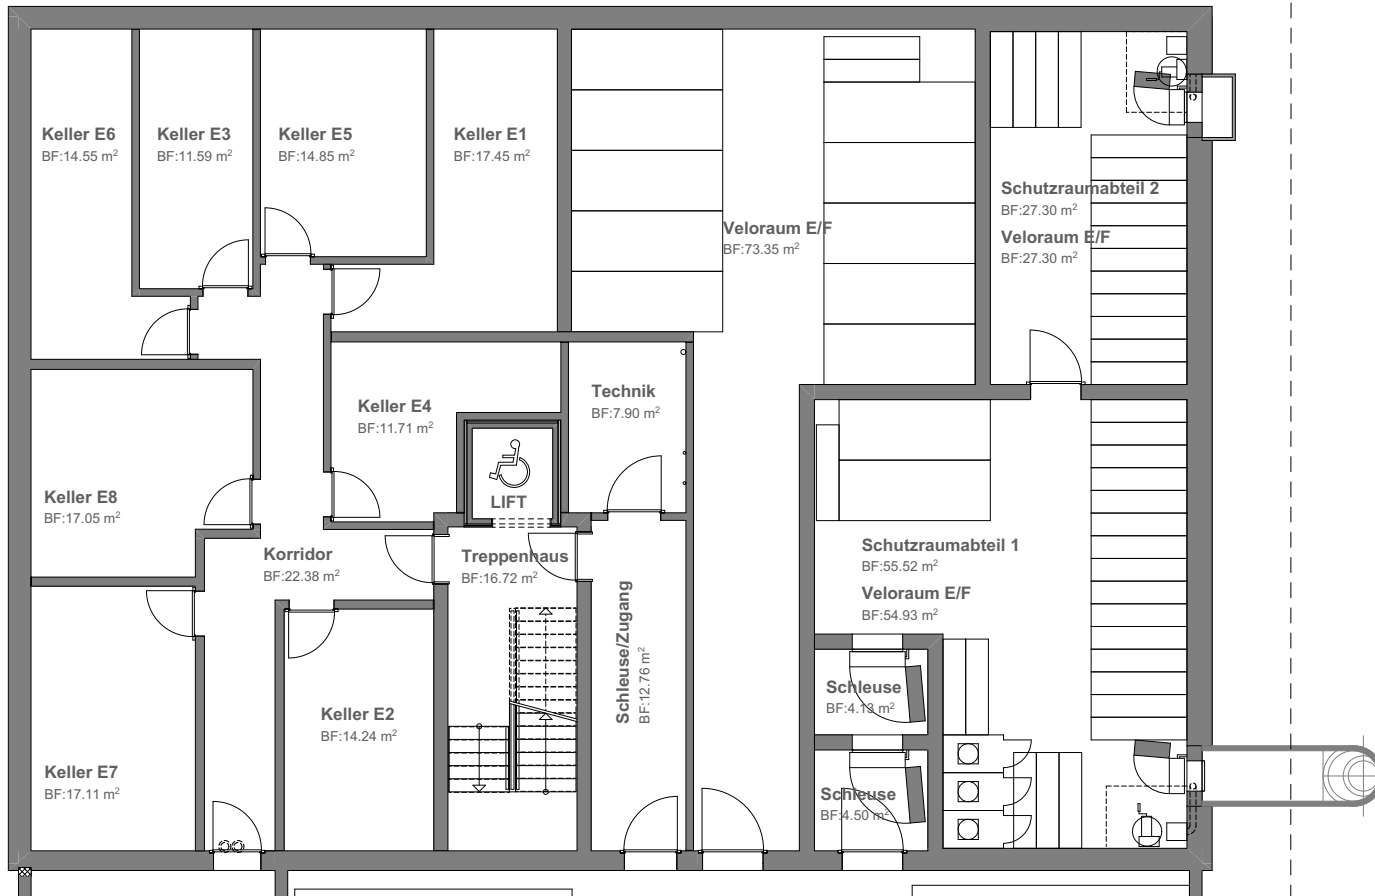 Keller E6
BF:14.55 m²
Keller E3
BF:11.59 m²
Keller E5
BF:14.85 m²
Keller E1
BF:17.45 m²
Veloraum E/F
BF:73.35 m²
Schutzraumabteil 2
BF:27.30 m²
Veloraum E/F
BF:27.30 m²
Keller E4
BF:11.71 m²
Technik
BF:7.90 m²
LIFT
Keller E8
BF:17.05 m²
Korridor
BF:22.38 m²
Treppenhaus
BF:16.72 m²
Schleuse/Zugang
BF:12.76 m²
Schutzraumabteil 1
BF:55.52 m²
Veloraum E/F
BF:54.93 m²
Schleuse
BF:4.13 m²
Keller E2
BF:14.24 m²
Keller E7
BF:17.11 m²
Schleuse
BF:4.50 m²